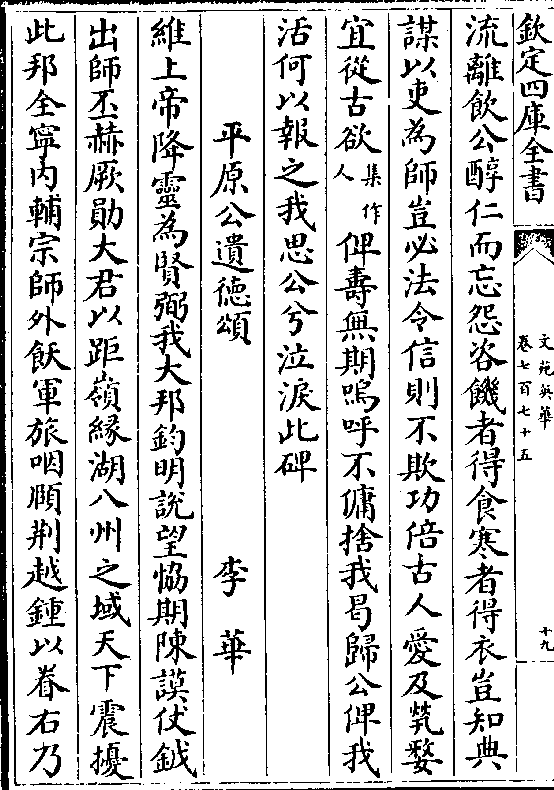 欽定四庫全書
文苑英華
卷七百七十五
十九
流離飲公醇仁而忘怨咨饑者得食寒者得衣豈知典
謀以吏為師豈必法令信則不欺功倍古人愛及煢嫠
宜從古欲集作人俾壽無期嗚呼不傭捨我曷歸公俾我
活何以報之我思公兮泣淚此碑
平原公遺德頌
李華
維上帝降靈為賢弼我大邦鈞明說望恊期陳謨仗鉞
出師丕赫厥勛大君以距嶺緣湖八州之域天下震擾
此邦全寧内輔宗師外飫軍旅咽頋荆越鍾以眷右乃